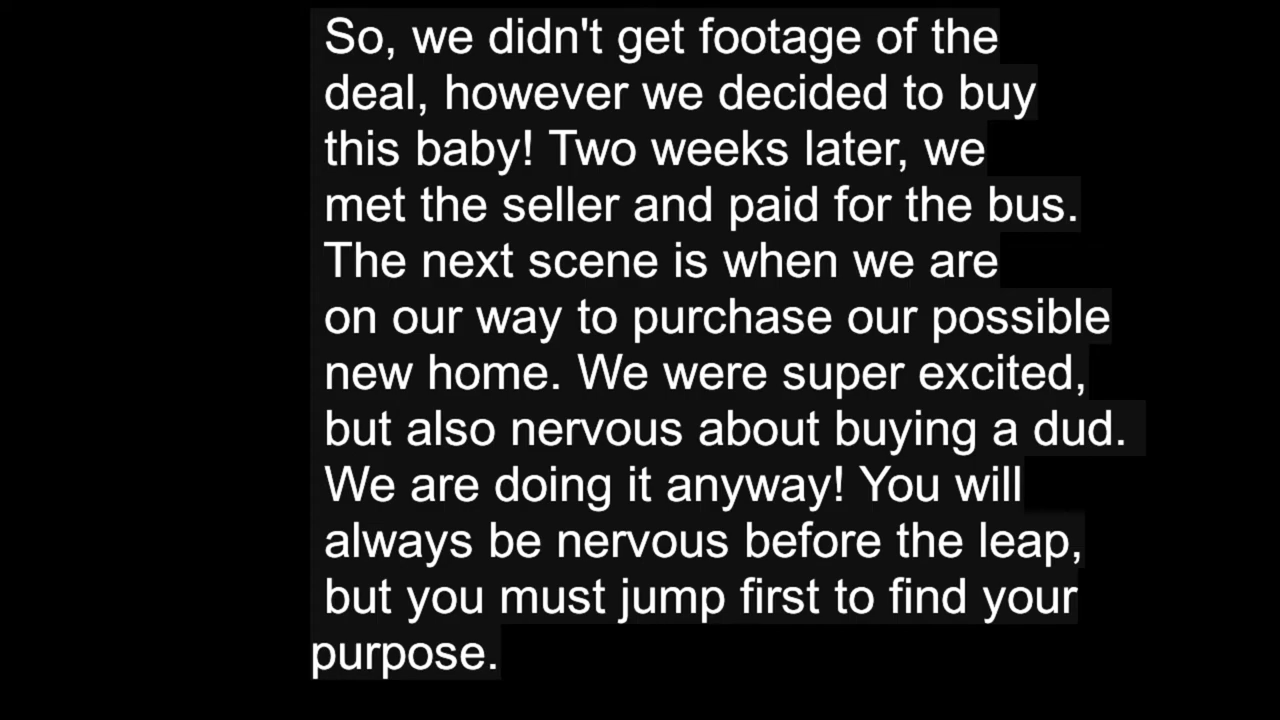 So, we didn't get footage of the
deal, however we decided to buy
this baby! Two weeks later, we
met the seller and paid for the bus.
The next scene is when we are
on our way to purchase our possible
new home. We were super excited,
but also nervous about buying a dud.
We are doing it anyway! You will
always be nervous before the leap,
but you must jump first to find your
purpose.